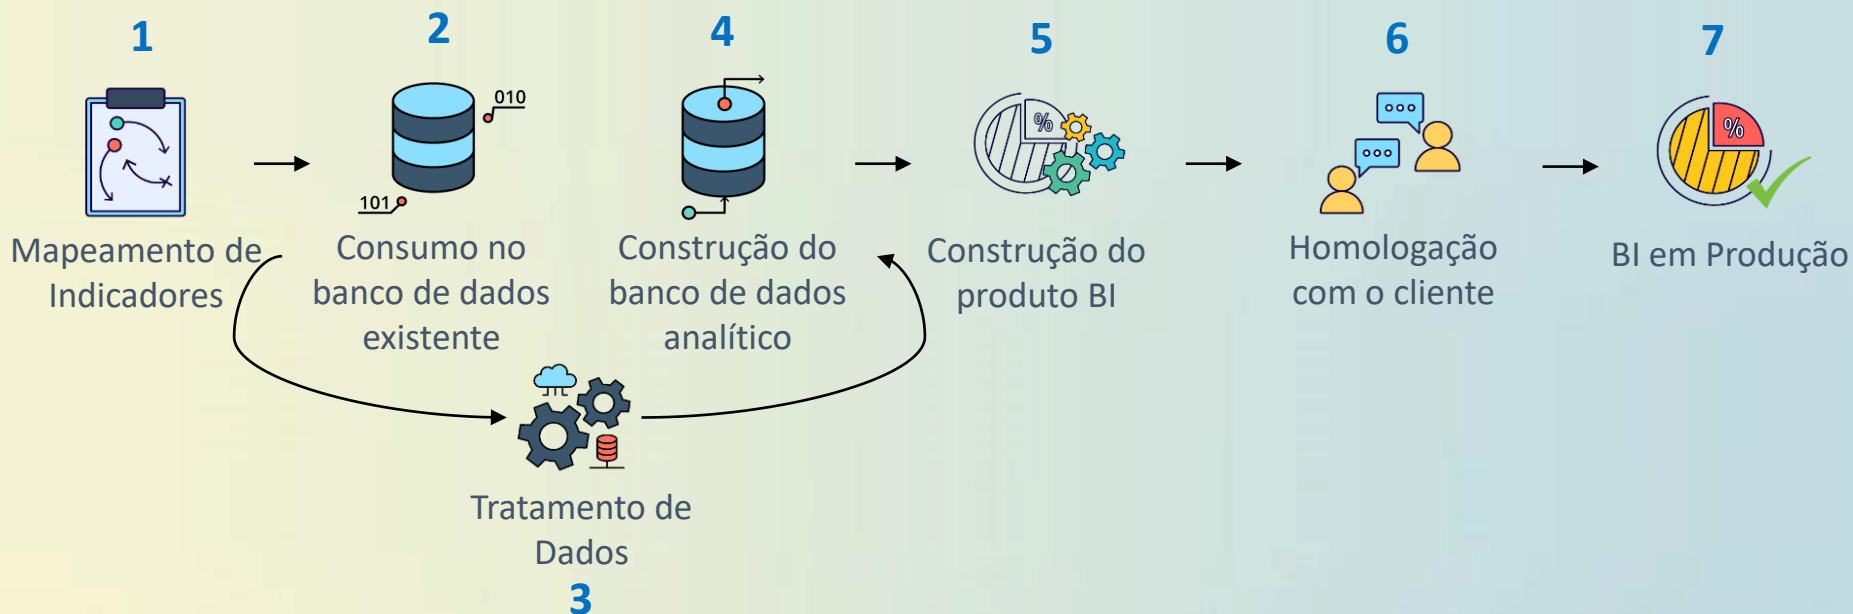 1
Mapeamento de
Indicadores
2
010
101
Consumo no
banco de dados
existente
4
Construção do
banco de dados
analítico
5
%
Construção do
produto BI
6
Homologação
com o cliente
7
%
BI em Produção
Tratamento de
Dados
3